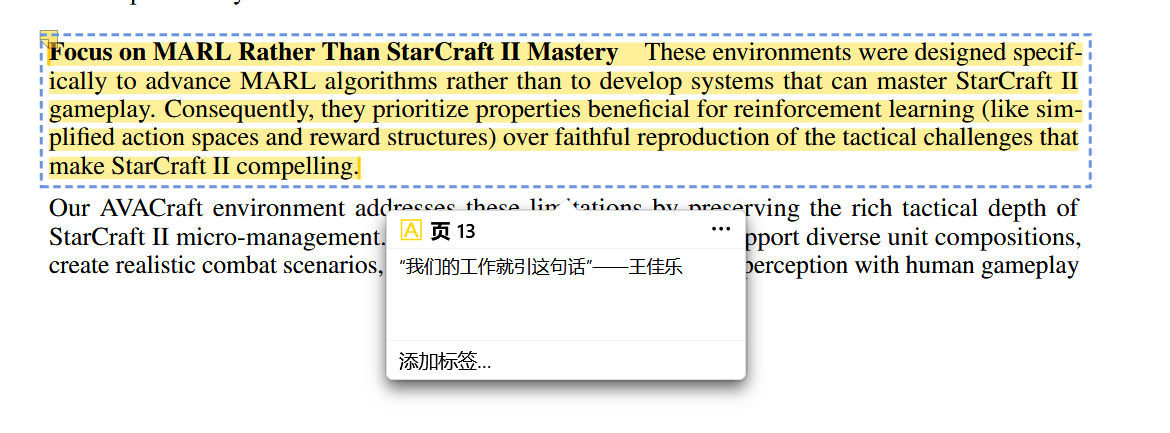 Focus on MARL Rather Than StarCraft II Mastery These environments were designed specif-
ically to advance MARL algorithms rather than to develop systems that can master StarCraft II
gameplay. Consequently, they prioritize properties beneficial for reinforcement learning (like sim-
plified action spaces and reward structures) over faithful reproduction of the tactical challenges that
make StarCraft II compelling.
Our AVACraft environment addresses these limitations by preserving the rich tactical depth of
StarCraft II micro-management. pport diverse unit compositions,
create realistic combat scenarios, perception with human gameplay
页 13
“我们的工作就引这句话”——王佳乐
添加标签...